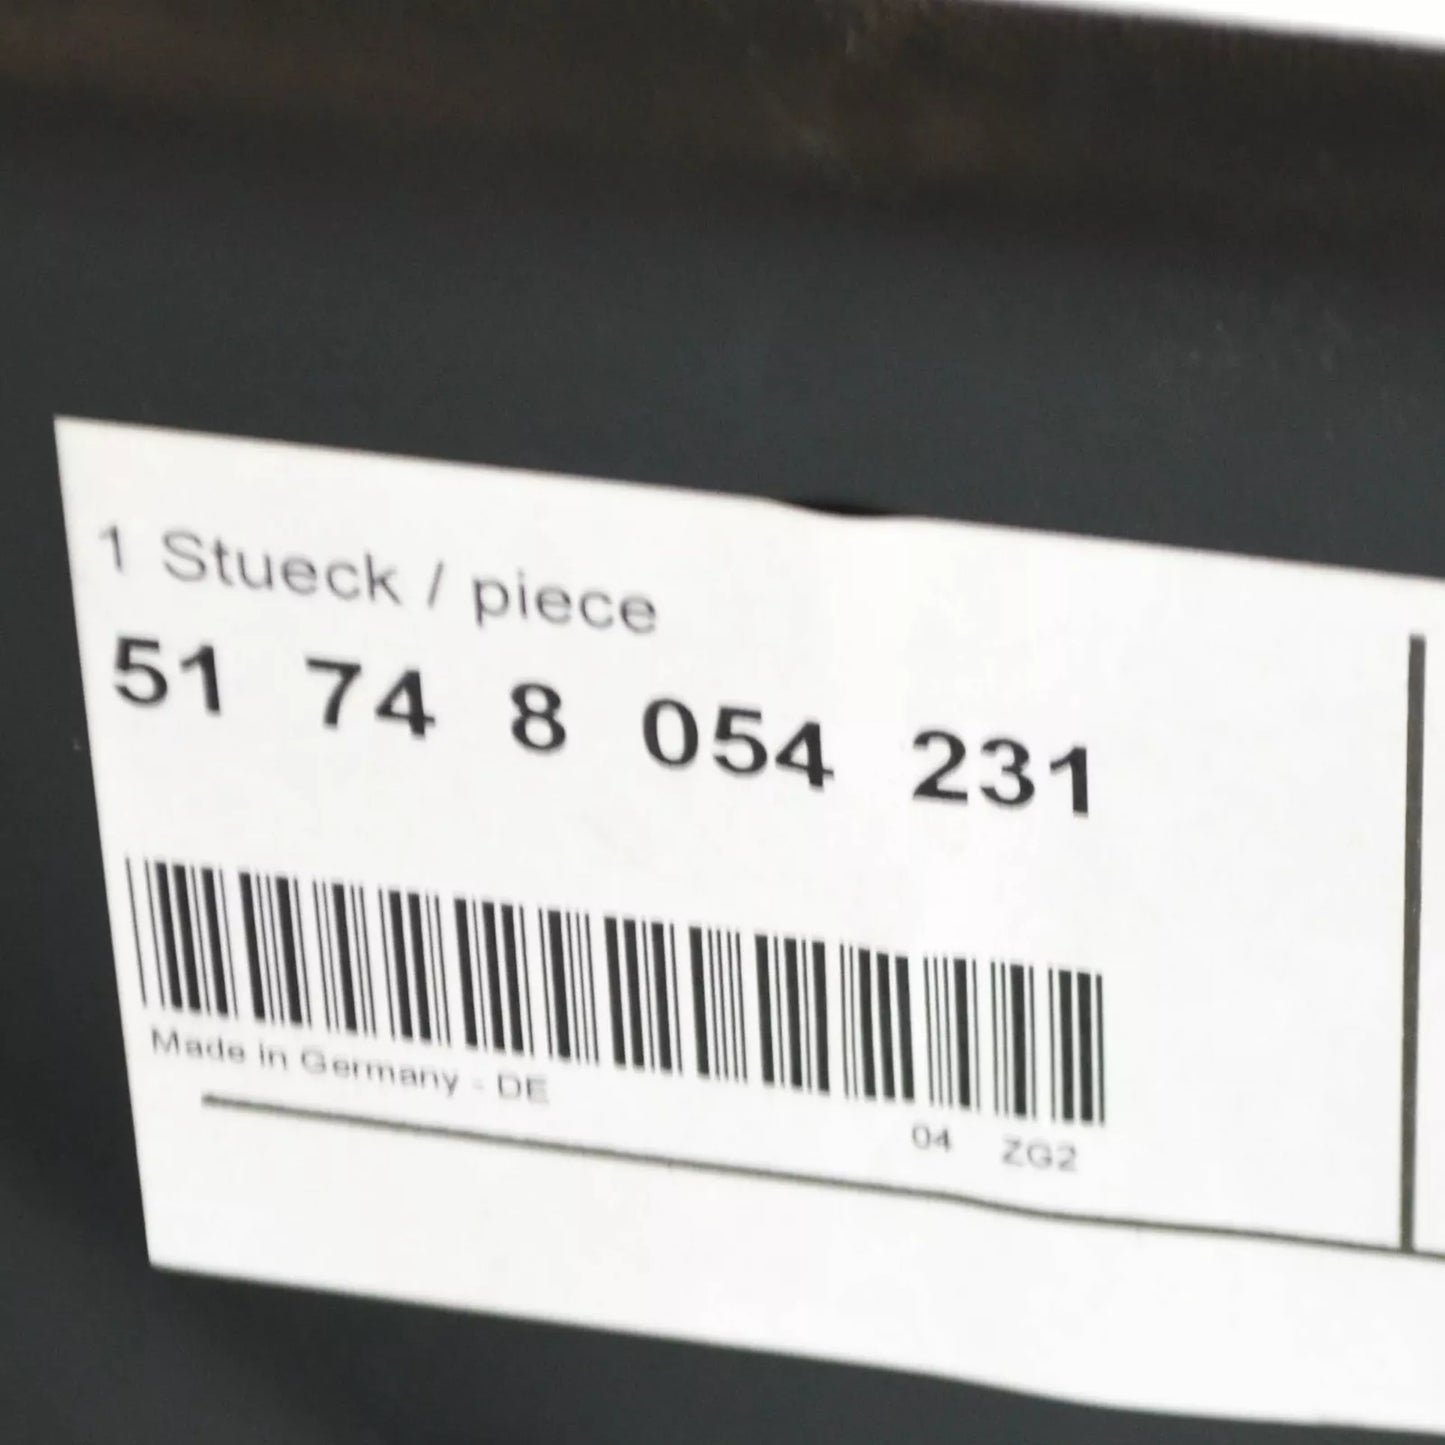 1 Stueck / piece
51 74 8 054 231
Made in Germany - DE
04 ZG2